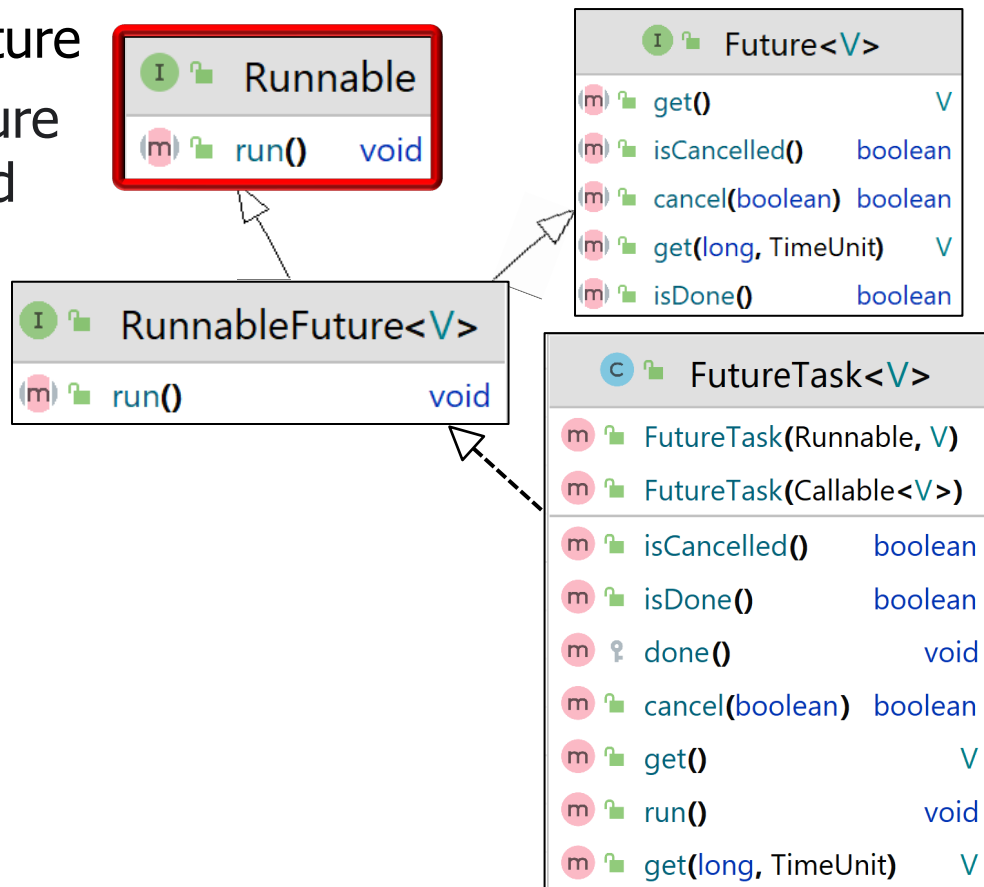 ture
ure
d
I Runnable
m run() void
I Future<V>
m get() V
m isCancelled() boolean
m cancel(boolean) boolean
m get(long, TimeUnit) V
m isDone() boolean
I RunnableFuture<V>
m run() void
C FutureTask<V>
m FutureTask(Runnable, V)
m FutureTask(Callable<V>)
m isCancelled() boolean
m isDone() boolean
m done() void
m cancel(boolean) boolean
m get() V
m run() void
m get(long, TimeUnit) V